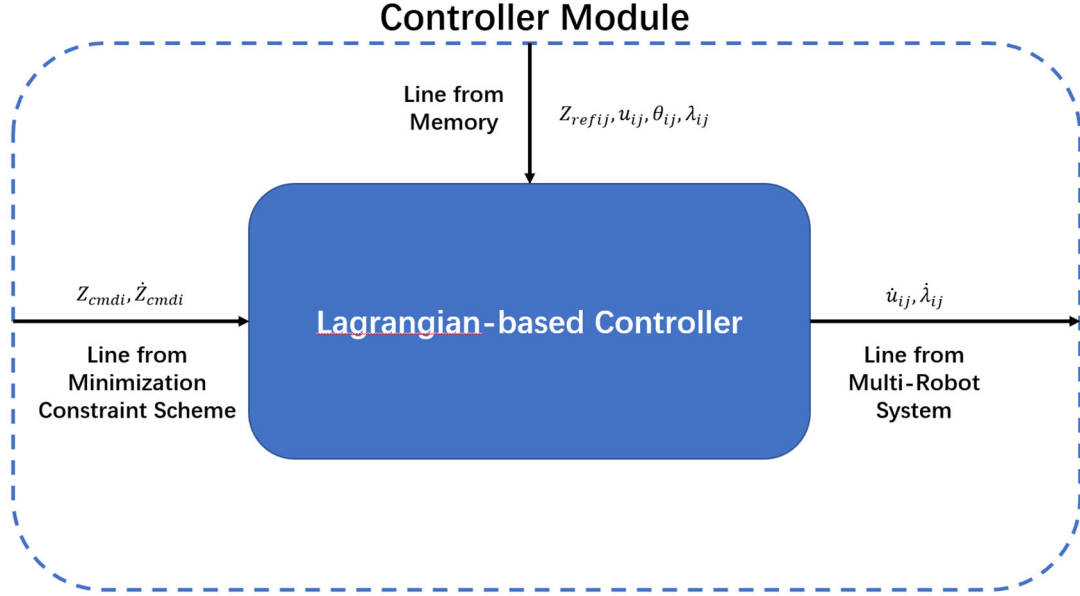 Controller Module
Line from
Memory
Z_{refij}, u_{ij}, θ_{ij}, λ_{ij}
Z_{cmdi}, Ż_{cmdi}
Line from
Minimization
Constraint Scheme
Lagrangian-based Controller
u̇_{ij}, λ̇_{ij}
Line from
Multi-Robot
System